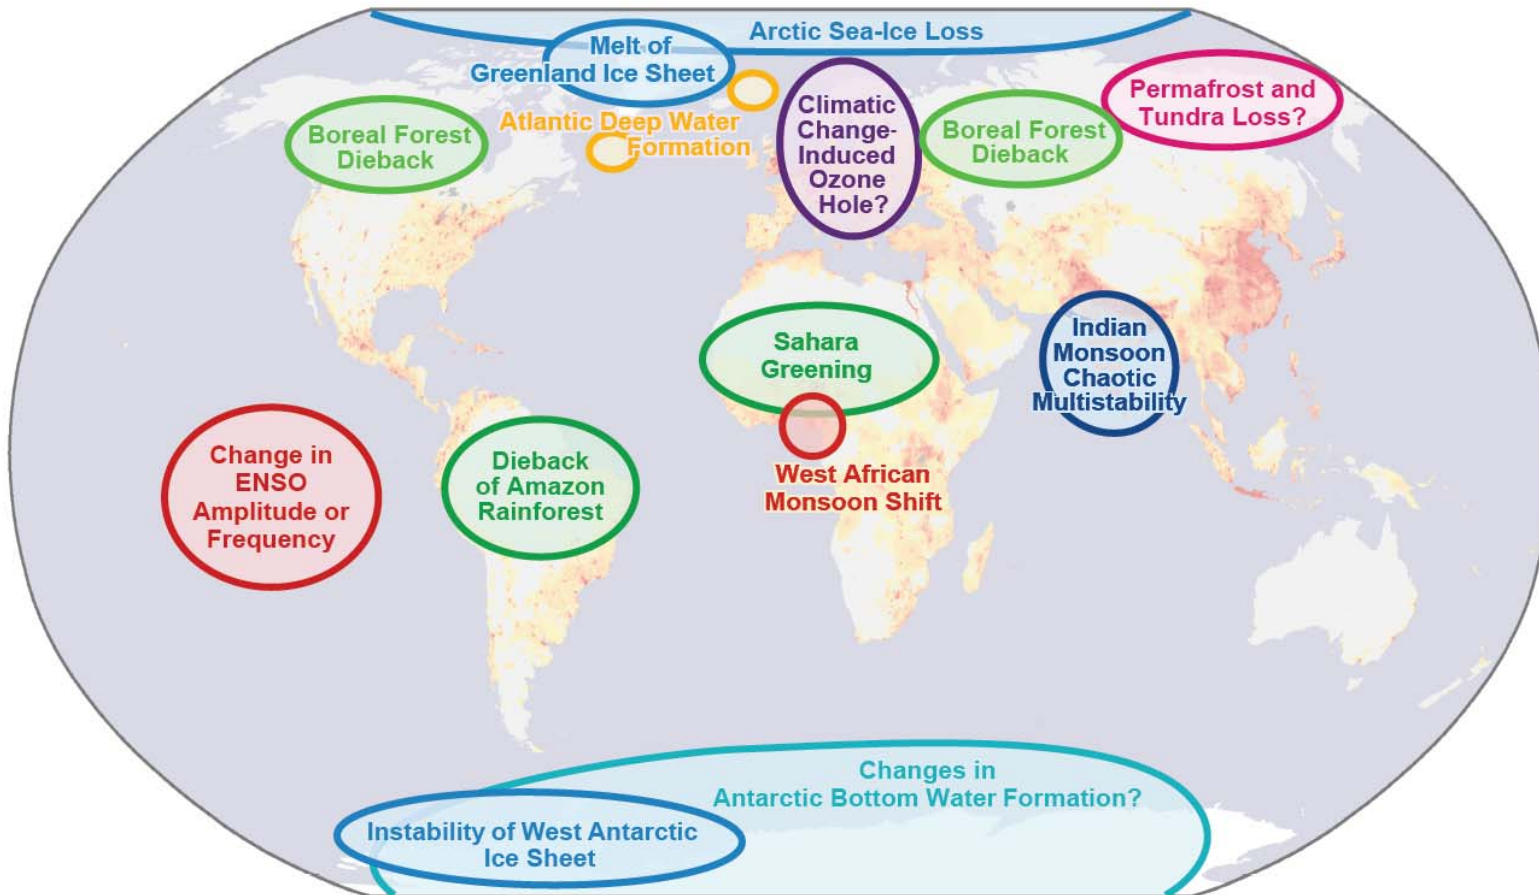 Arctic Sea-Ice Loss
Melt of
Greenland Ice Sheet
Permafrost and
Tundra Loss?
Boreal Forest
Dieback
Atlantic Deep Water
Formation
Climatic
Change-
Induced
Ozone
Hole?
Boreal Forest
Dieback
Sahara
Greening
Indian
Monsoon
Chaotic
Multistability
Change in
ENSO
Amplitude or
Frequency
Dieback
of Amazon
Rainforest
West African
Monsoon Shift
Changes in
Antarctic Bottom Water Formation?
Instability of West Antarctic
Ice Sheet